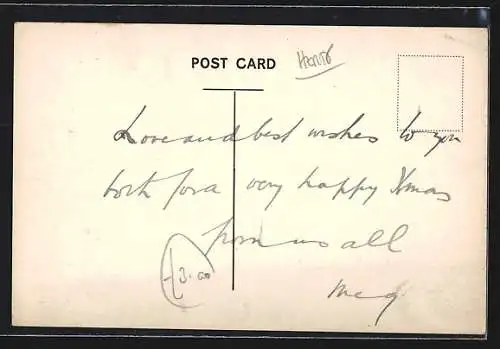 POST CARD
Love and best wishes to you
both for a very happy Xmas
from us all
Meg
£3.00